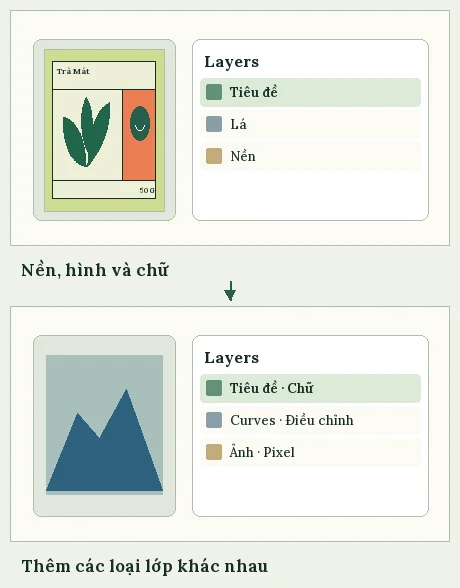 Trà Mát
50 G
Layers
Tiêu đề
Lá
Nền
Nền, hình và chữ
Layers
Tiêu đề · Chữ
Curves · Điều chỉnh
Ảnh · Pixel
Thêm các loại lớp khác nhau